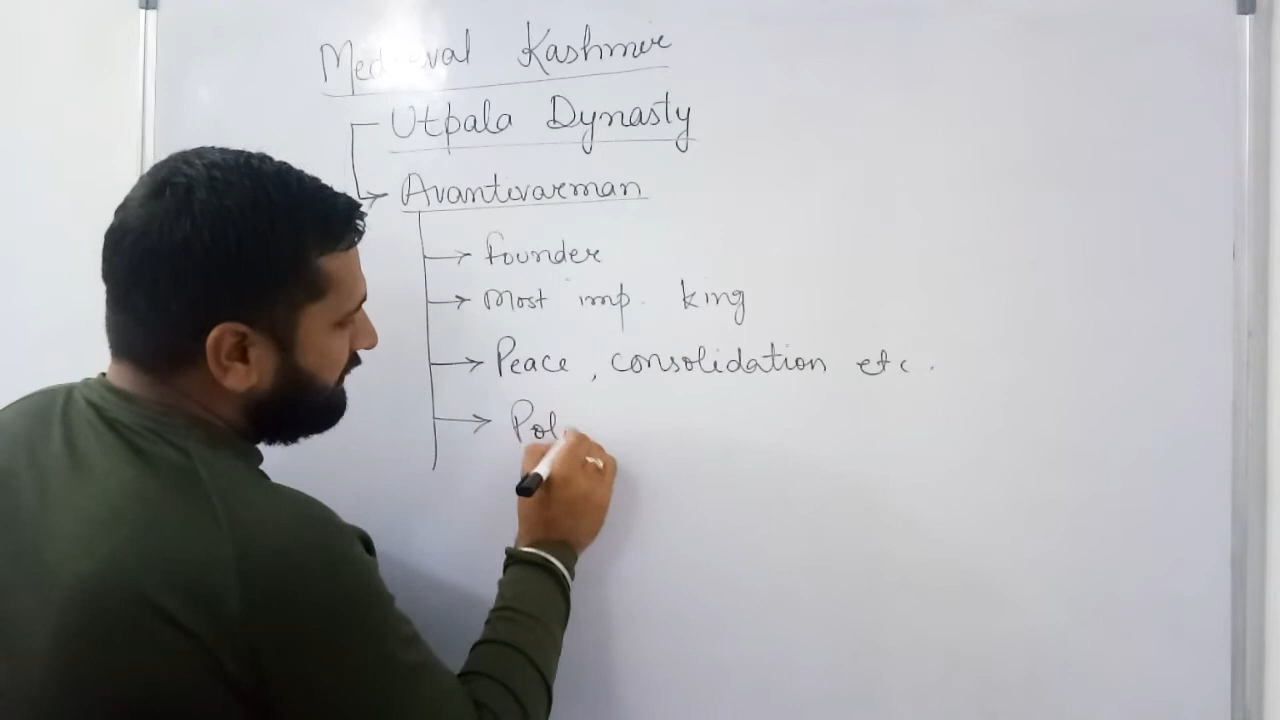 Medieval Kashmir
Utpala Dynasty
Avantivarman
founder
Most imp. king
Peace, consolidation etc.
Pol